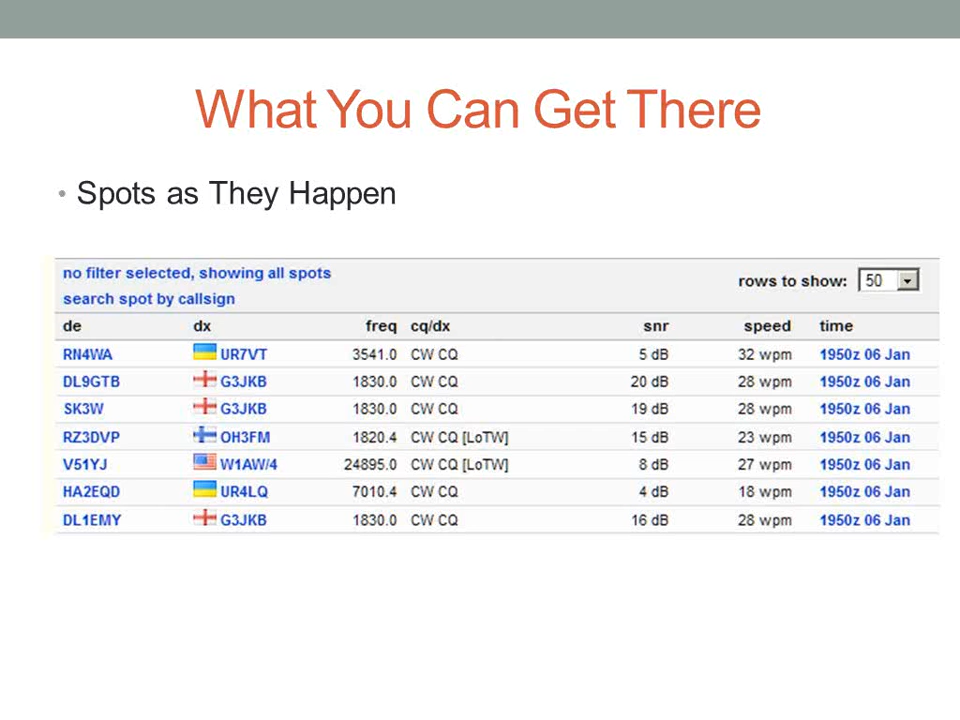 What You Can Get There
• Spots as They Happen
no filter selected, showing all spots
rows to show: 50
search spot by callsign
de dx freq cq/dx snr speed time
RN4WA UR7VT 3541.0 CW CQ 5 dB 32 wpm 1950z 06 Jan
DL9GTB G3JKB 1830.0 CW CQ 20 dB 28 wpm 1950z 06 Jan
SK3W G3JKB 1830.0 CW CQ 19 dB 28 wpm 1950z 06 Jan
RZ3DVP OH3FM 1820.4 CW CQ [LoTW] 15 dB 23 wpm 1950z 06 Jan
V51YJ W1AW/4 24895.0 CW CQ [LoTW] 8 dB 27 wpm 1950z 06 Jan
HA2EQD UR4LQ 7010.4 CW CQ 4 dB 18 wpm 1950z 06 Jan
DL1EMY G3JKB 1830.0 CW CQ 16 dB 28 wpm 1950z 06 Jan